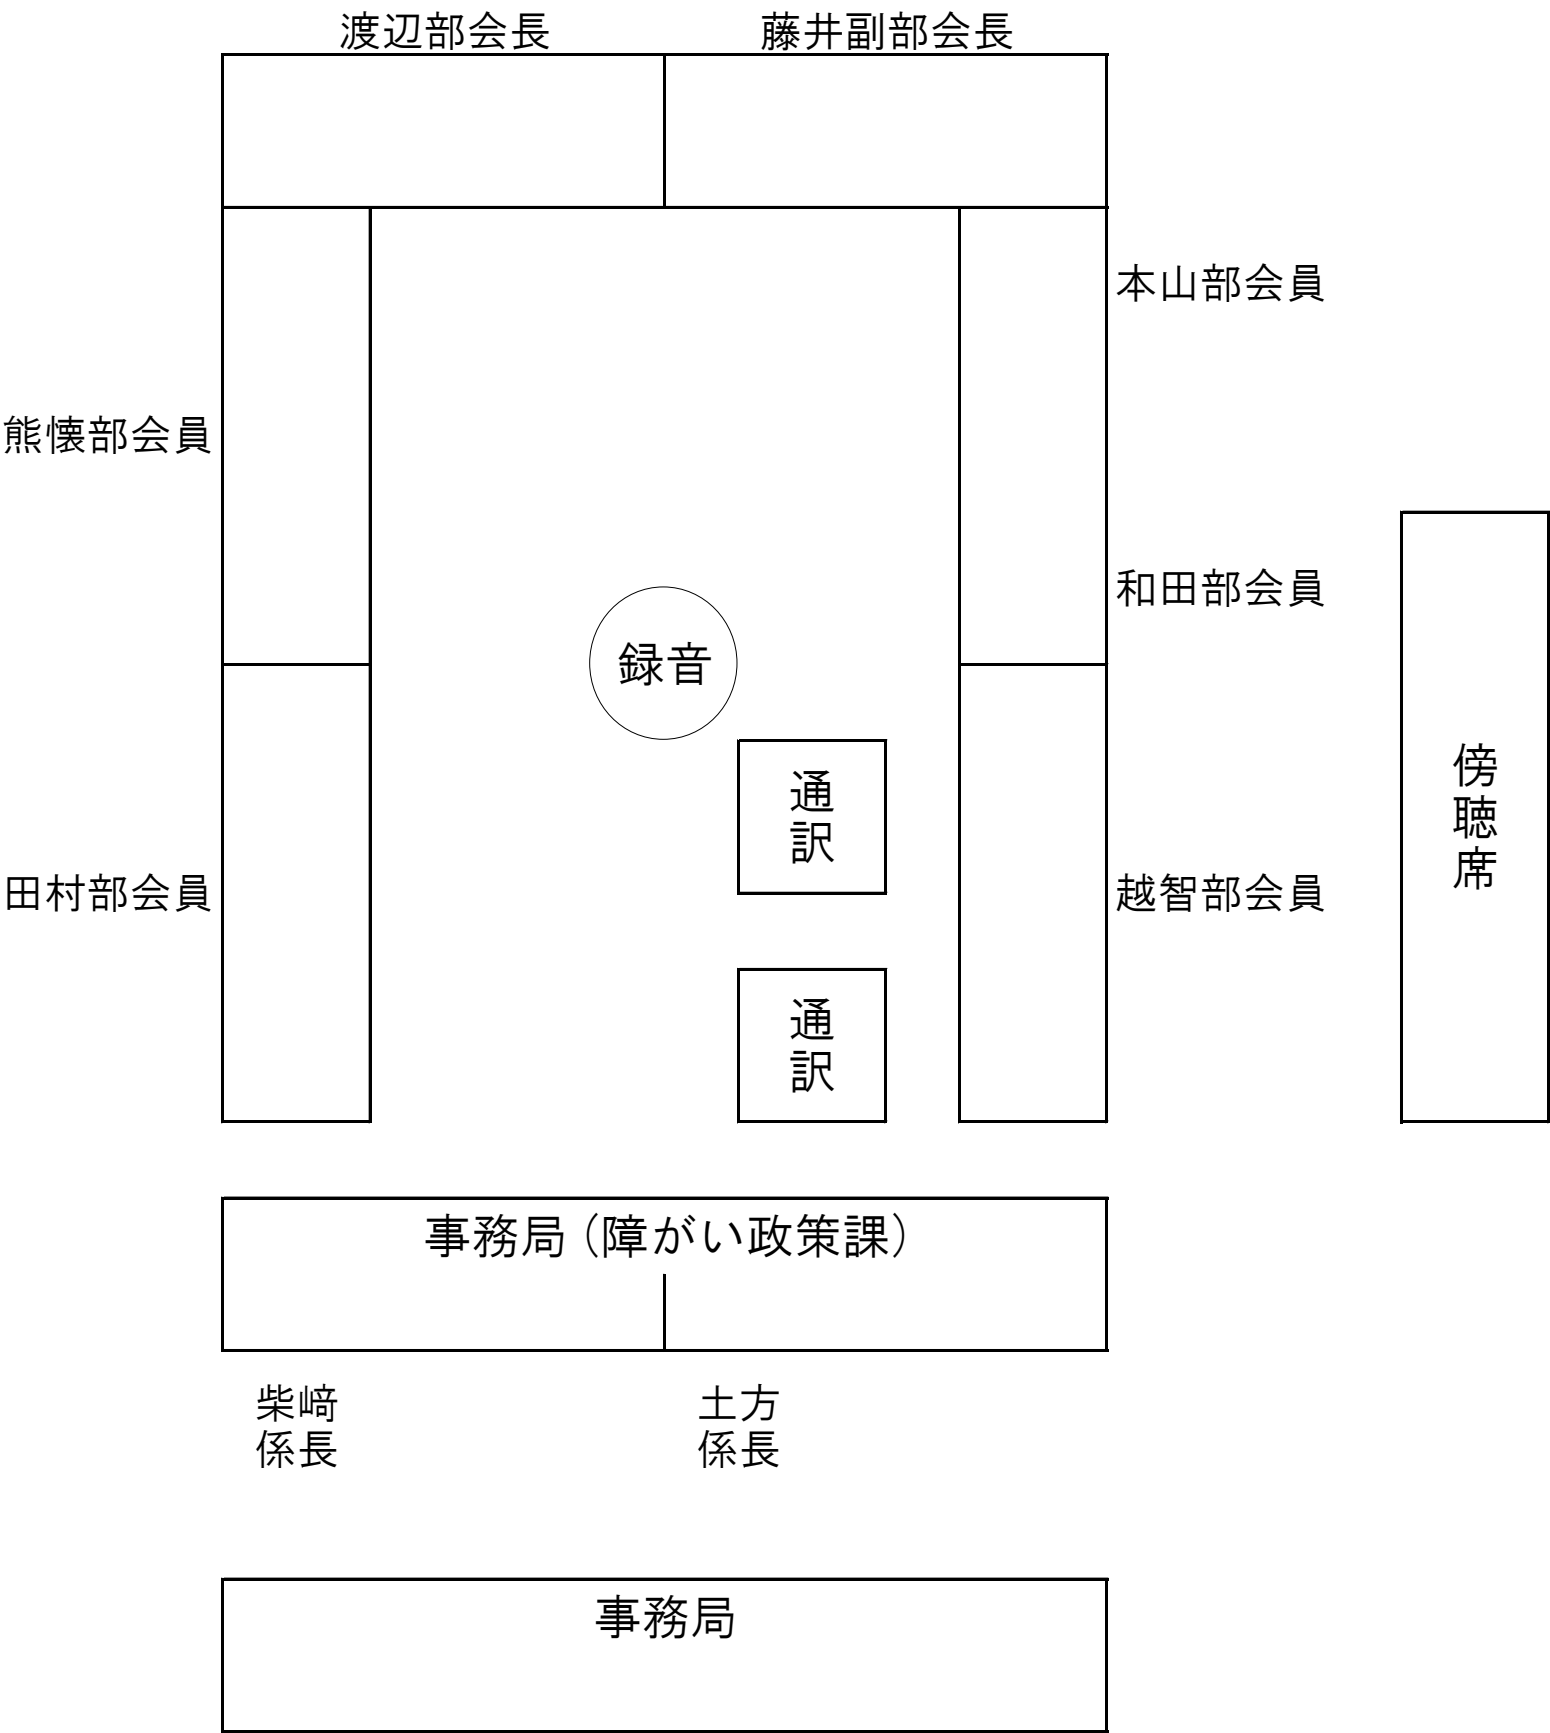 渡辺部会長
藤井副部会長
本山部会員
熊懐部会員
和田部会員
録音
通訳
傍聴席
田村部会員
越智部会員
通訳
事務局（障がい政策課）
柴﨑
係長
土方
係長
事務局